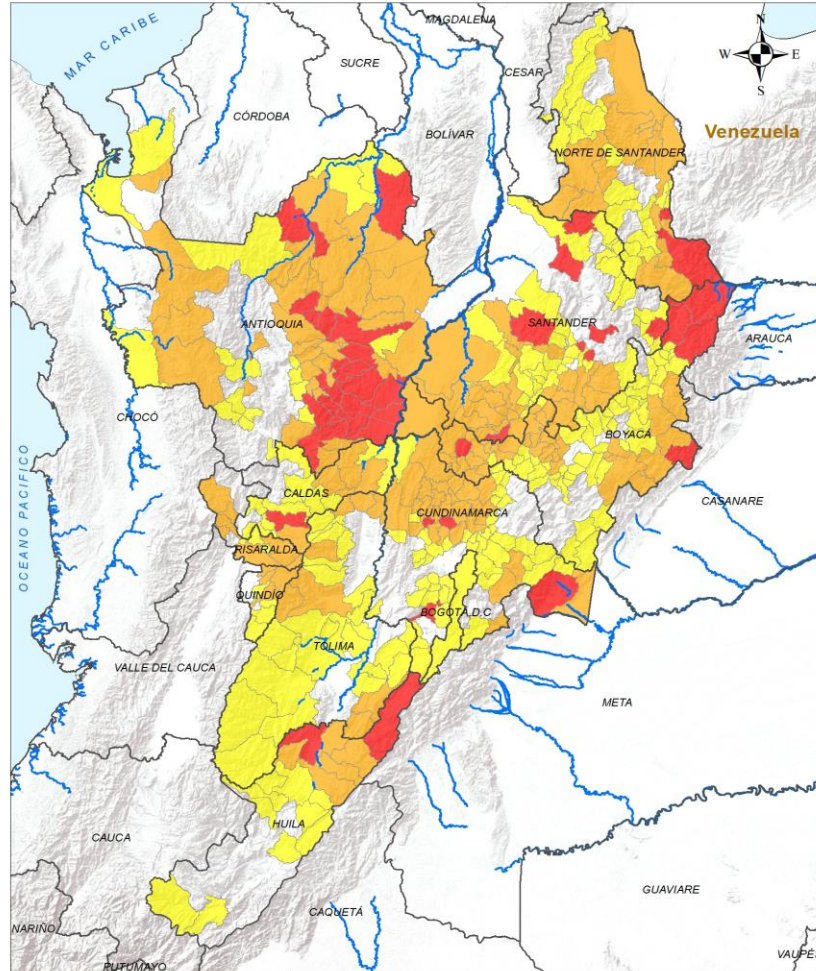 MAGDALENA
N
W
E
S
MAR CARIBE
SUCRE
CESAR
CÓRDOBA
BOLÍVAR
Venezuela
NORTE DE SANTANDER
ANTIOQUIA
SANTANDER
ARAUCA
CHOCÓ
BOYACÁ
OCEANO PACIFICO
CALDAS
CASANARE
CUNDINAMARCA
RISARALDA
QUINDÍO
BOGOTÁ,D.C.
TOLIMA
VALLE DEL CAUCA
META
HUILA
CAUCA
GUAVIARE
CAQUETÁ
NARIÑO
VAUPÉS
PUTUMAYO